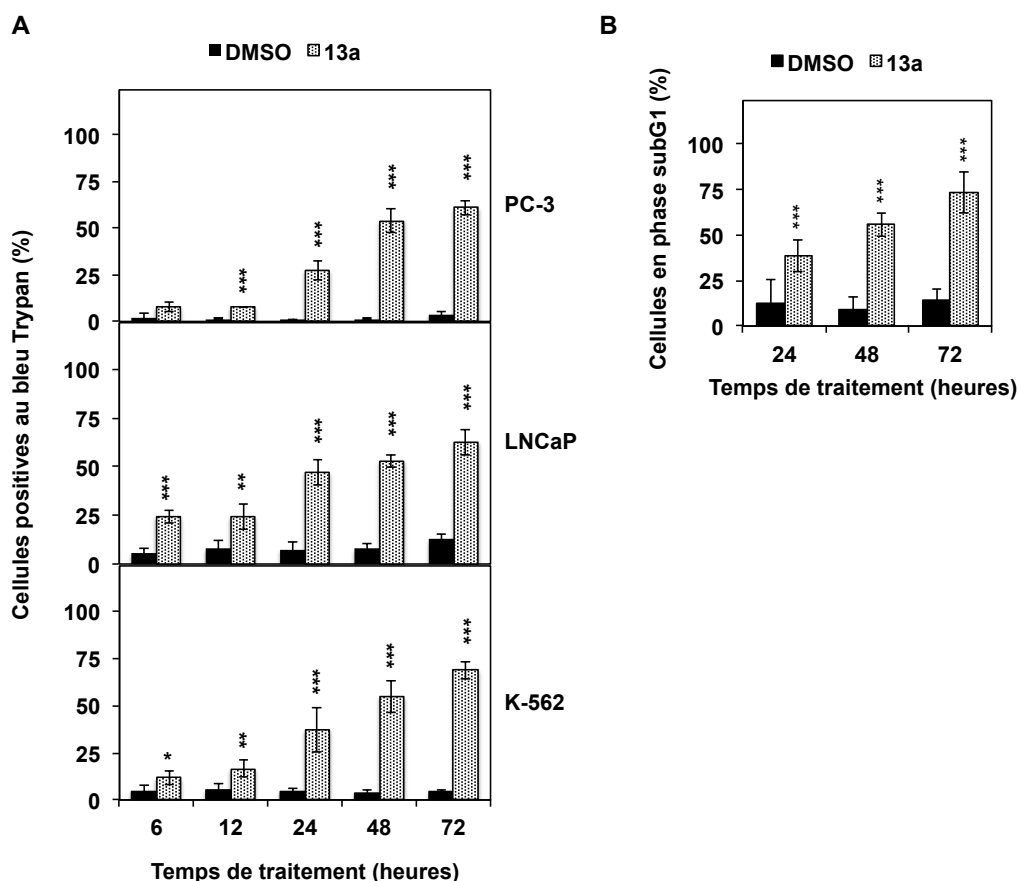 A
DMSO 13a
Cellules positives au bleu Trypan (%)
100
75
50
25
0
***
***
***
***
PC-3
100
75
50
25
0
***
**
***
***
***
LNCaP
100
75
50
25
0
*
**
***
***
***
K-562
6 12 24 48 72
Temps de traitement (heures)
B
DMSO 13a
Cellules en phase subG1 (%)
100
75
50
25
0
***
***
***
24 48 72
Temps de traitement (heures)